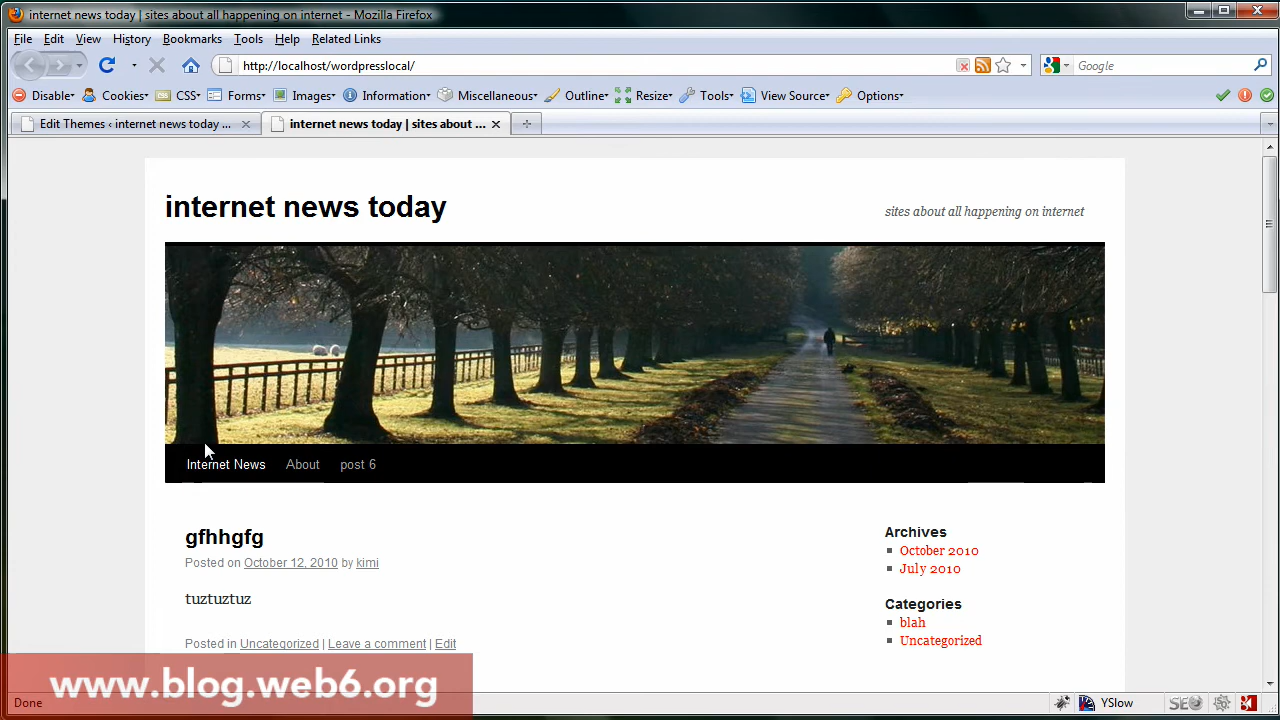 internet news today | sites about all happening on internet - Mozilla Firefox
File Edit View History Bookmarks Tools Help Related Links
http://localhost/wordpresslocal/
Google
Disable Cookies CSS Forms Images Information Miscellaneous Outline Resize Tools View Source Options
Edit Themes ‹ internet news today ...
internet news today | sites about ...
internet news today
sites about all happening on internet
Internet News About post 6
gfhhgfg
Posted on October 12, 2010 by kimi
tuztuztuz
Posted in Uncategorized | Leave a comment | Edit
Archives
October 2010
July 2010
Categories
blah
Uncategorized
www.blog.web6.org
Done
YSlow
SEO